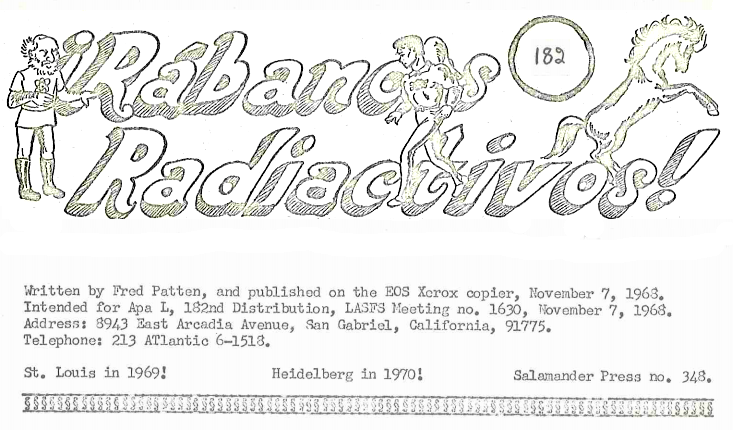 ¡Rábanos
182
Radiactivos!
Written by Fred Patten, and published on the EOS Xerox copier, November 7, 1968.
Intended for Apa L, 182nd Distribution, LASFS Meeting no. 1630, November 7, 1968.
Address: 8943 East Arcadia Avenue, San Gabriel, California, 91775.
Telephone: 213 ATlantic 6-1518.
St. Louis in 1969! Heidelberg in 1970! Salamander Press no. 348.
§§§§§§§§§§§§§§§§§§§§§§§§§§§§§§§§§§§§§§§§§§§§§§§§§§§§§§§§§§§§§§§§§§§§§§§§§§§§§§§§§§§